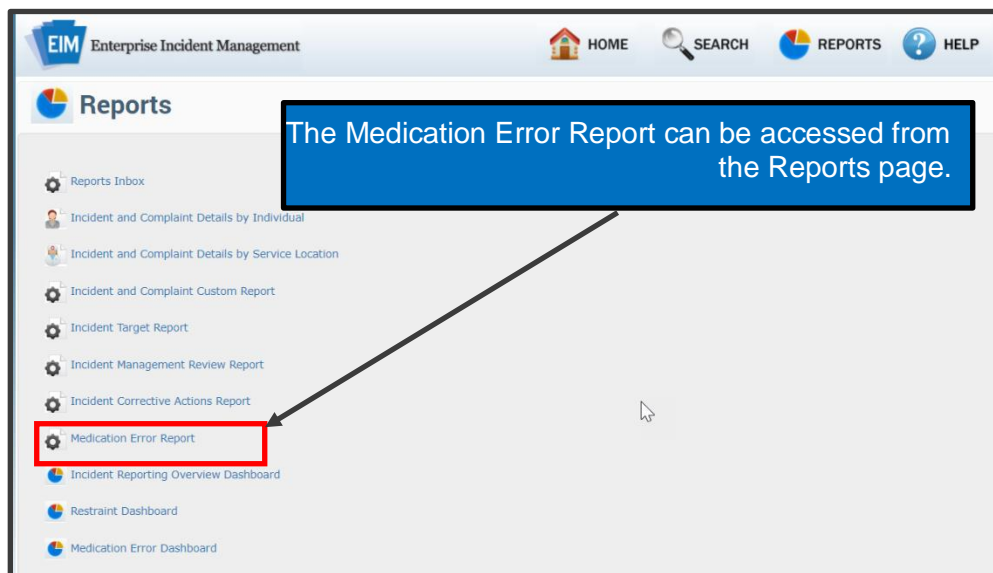 EIM Enterprise Incident Management
HOME
SEARCH
REPORTS
HELP
Reports
The Medication Error Report can be accessed from
the Reports page.
Reports Inbox
Incident and Complaint Details by Individual
Incident and Complaint Details by Service Location
Incident and Complaint Custom Report
Incident Target Report
Incident Management Review Report
Incident Corrective Actions Report
Medication Error Report
Incident Reporting Overview Dashboard
Restraint Dashboard
Medication Error Dashboard